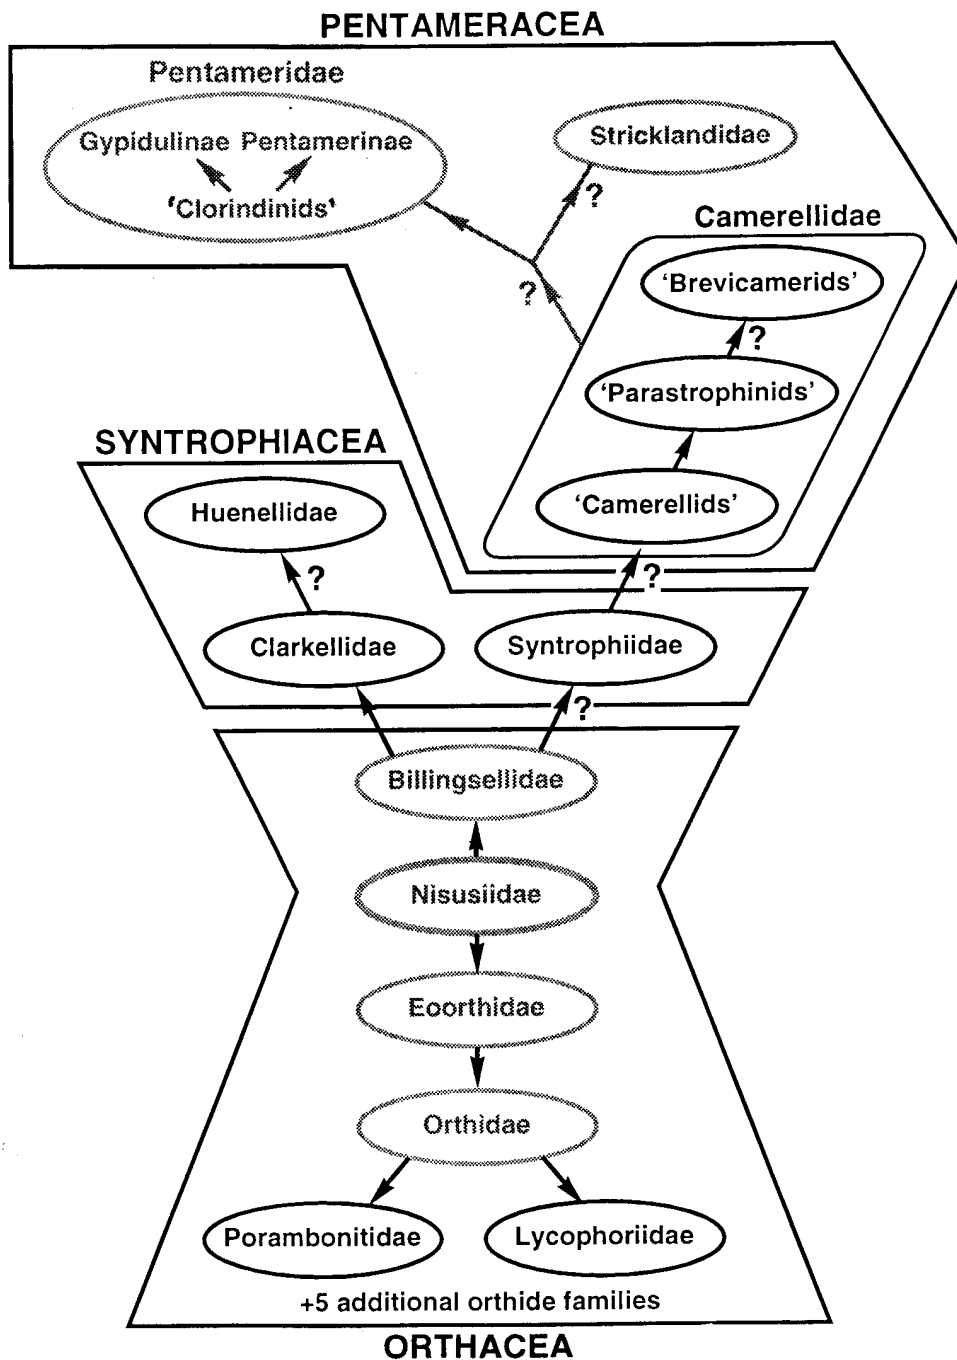 PENTAMERACEA
Pentameridae
Gypidulinae Pentamerinae
'Clorindinids'
Stricklandidae
?
?
Camerellidae
'Brevicamerids'
?
'Parastrophinids'
'Camerellids'
SYNTROPHIACEA
Huenellidae
?
?
Clarkellidae
Syntrophiidae
?
Billingsellidae
Nisusiidae
Eoorthidae
Orthidae
Porambonitidae
Lycophoriidae
+5 additional orthide families
ORTHACEA